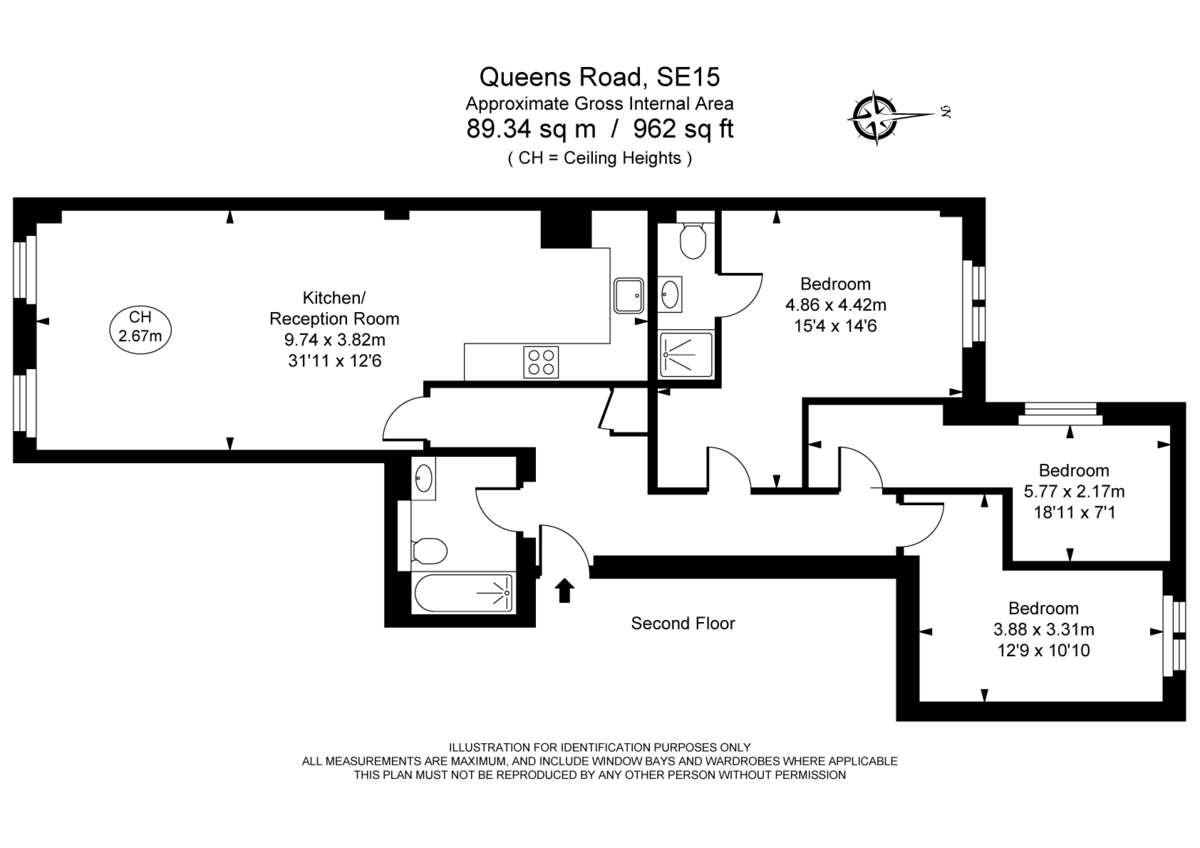 Queens Road, SE15
Approximate Gross Internal Area
89.34 sq m / 962 sq ft
( CH = Ceiling Heights )
N
CH
2.67m
Kitchen/
Reception Room
9.74 x 3.82m
31'11 x 12'6
Bedroom
4.86 x 4.42m
15'4 x 14'6
Bedroom
5.77 x 2.17m
18'11 x 7'1
Bedroom
3.88 x 3.31m
12'9 x 10'10
Second Floor
ILLUSTRATION FOR IDENTIFICATION PURPOSES ONLY
ALL MEASUREMENTS ARE MAXIMUM, AND INCLUDE WINDOW BAYS AND WARDROBES WHERE APPLICABLE
THIS PLAN MUST NOT BE REPRODUCED BY ANY OTHER PERSON WITHOUT PERMISSION